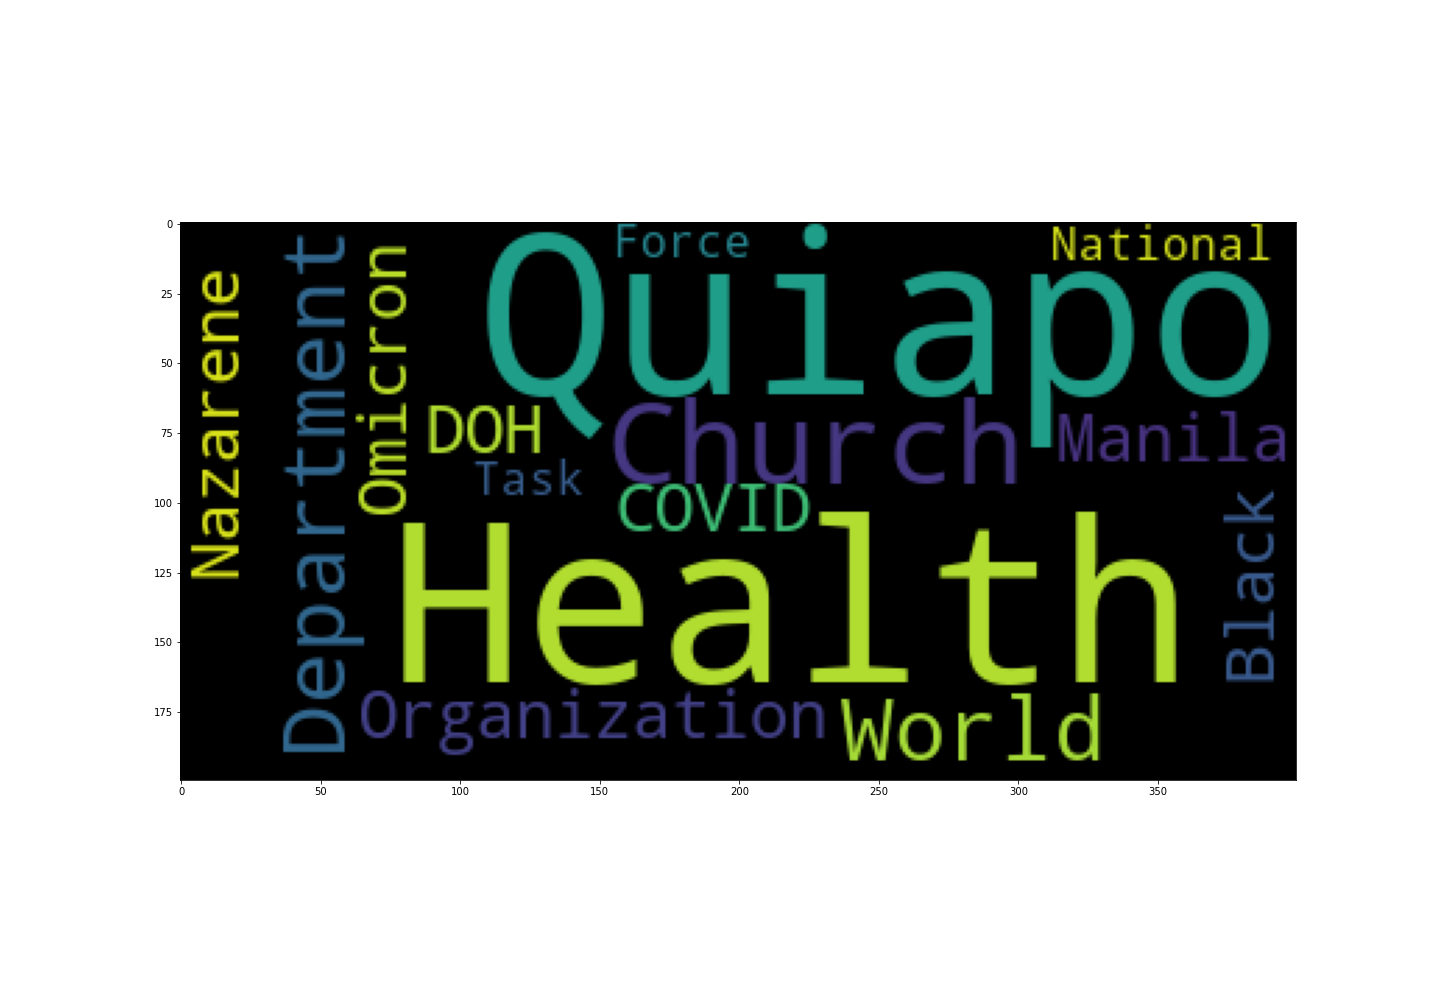 Force
National
Quiapo
Nazarene
Department
Omicron
DOH
Church
Manila
Task
COVID
Health
Black
Organization
World
0
25
50
75
100
125
150
175
0
50
100
150
200
250
300
350